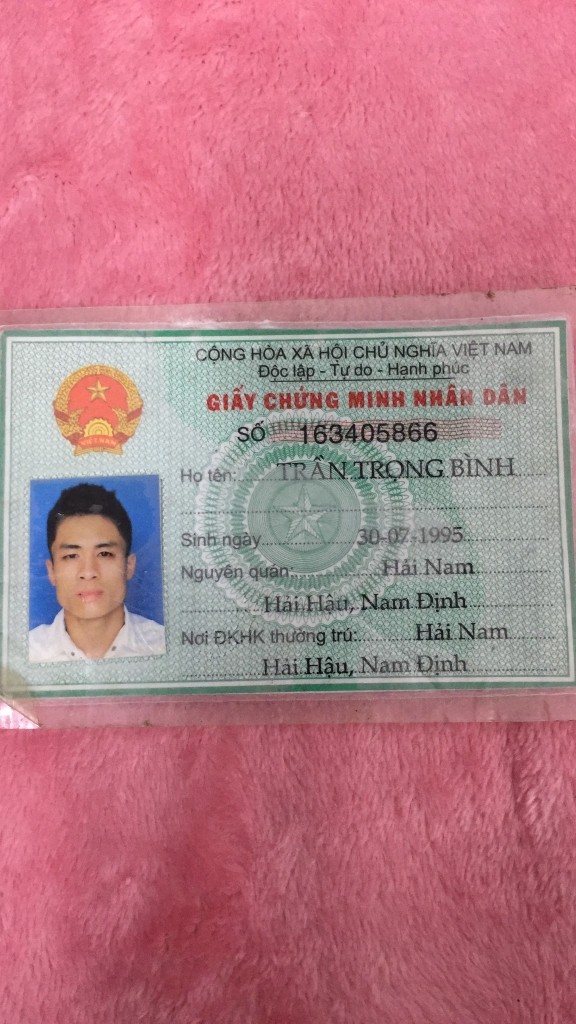 CỘNG HÒA XÃ HỘI CHỦ NGHĨA VIỆT NAM
Độc lập - Tự do - Hạnh phúc
GIẤY CHỨNG MINH NHÂN DÂN
SỐ 163405866
Họ tên: TRẦN TRỌNG BÌNH
Sinh ngày 30-07-1995
Nguyên quán: Hải Nam
Hải Hậu, Nam Định
Nơi ĐKHK thường trú: Hải Nam
Hải Hậu, Nam Định
VIỆT NAM